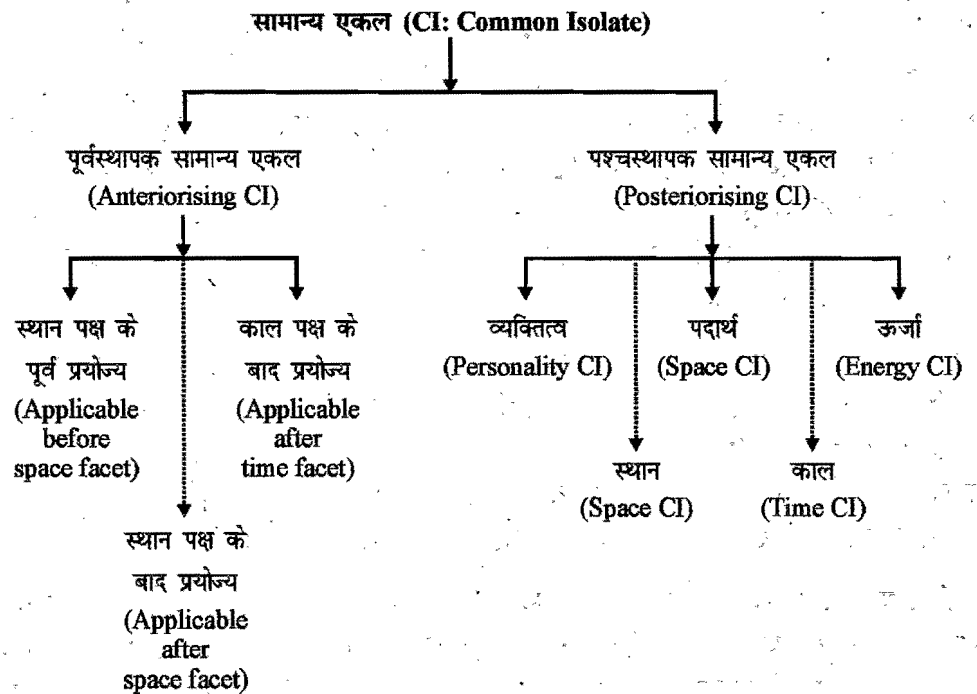 सामान्य एकल (CI: Common Isolate)
पूर्वस्थापक सामान्य एकल
(Anteriorising CI)
पश्चस्थापक सामान्य एकल
(Posteriorising CI)
स्थान पक्ष के
पूर्व प्रयोज्य
(Applicable
before
space facet)
काल पक्ष के
बाद प्रयोज्य
(Applicable
after
time facet)
स्थान पक्ष के
बाद प्रयोज्य
(Applicable
after
space facet)
व्यक्तित्व
(Personality CI)
पदार्थ
(Space CI)
ऊर्जा
(Energy CI)
स्थान
(Space CI)
काल
(Time CI)